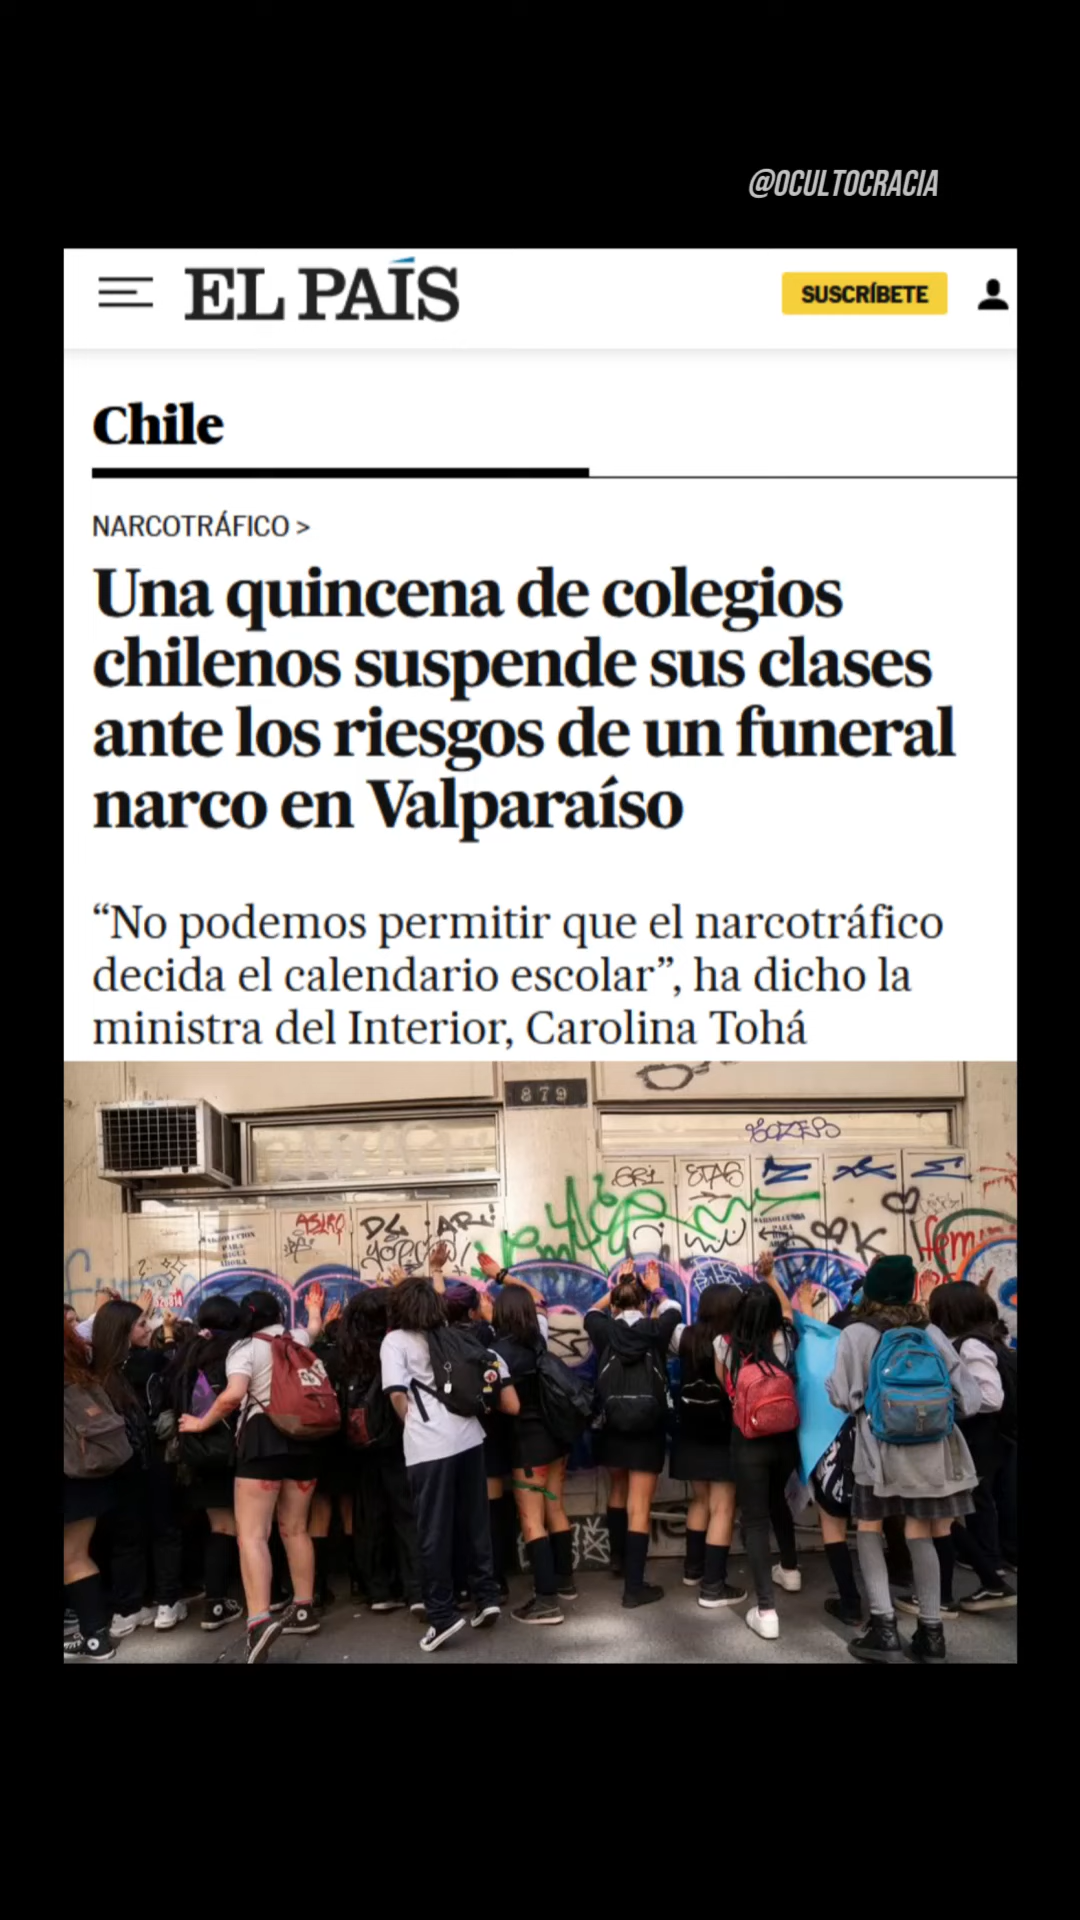 @OCULTOCRACIA
EL PAÍS
SUSCRÍBETE
Chile
NARCOTRÁFICO >
Una quincena de colegios
chilenos suspende sus clases
ante los riesgos de un funeral
narco en Valparaíso
“No podemos permitir que el narcotráfico
decida el calendario escolar”, ha dicho la
ministra del Interior, Carolina Tohá
879